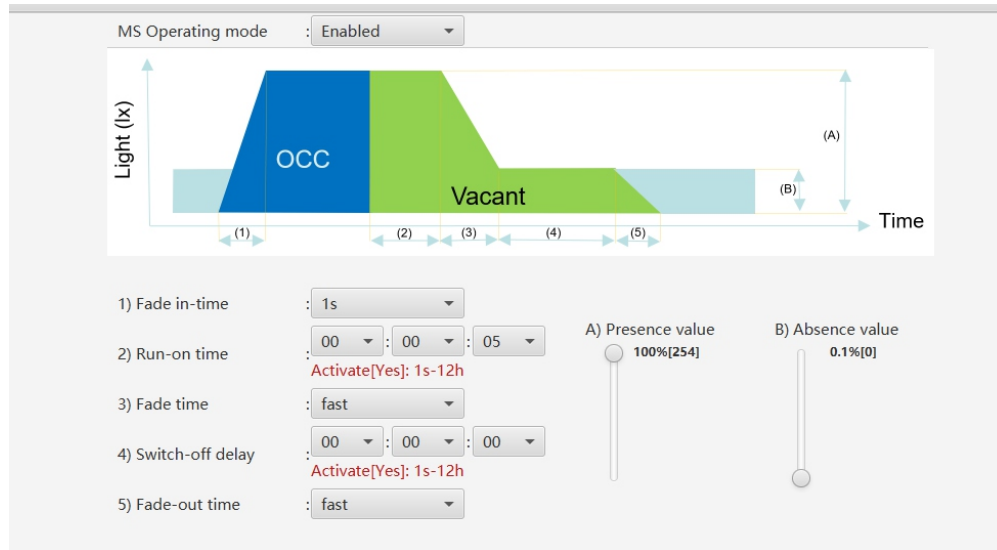 MS Operating mode : Enabled
Light (lx)
OCC
Vacant
(A)
(B)
Time
(1) (2) (3) (4) (5)
1) Fade in-time : 1s
2) Run-on time : 00 : 00 : 05
Activate[Yes]: 1s-12h
3) Fade time : fast
4) Switch-off delay : 00 : 00 : 00
Activate[Yes]: 1s-12h
5) Fade-out time : fast
A) Presence value
100%[254]
B) Absence value
0.1%[0]